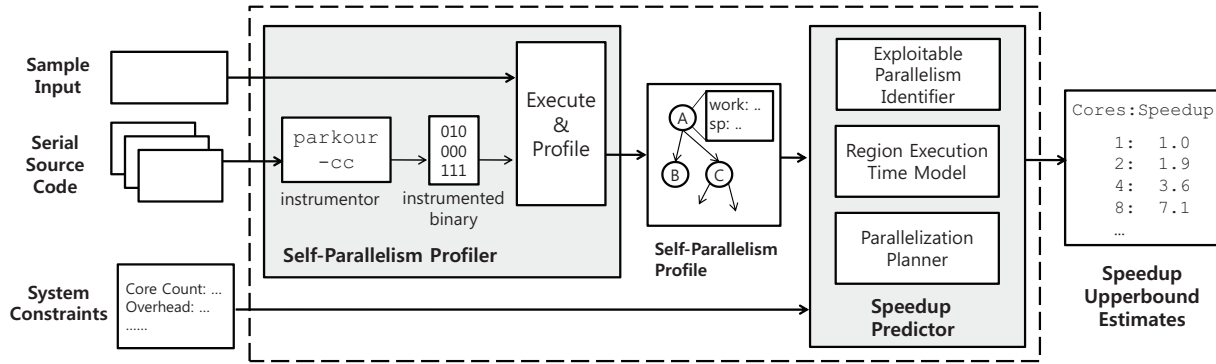 Sample
Input
Serial
Source
Code
System
Constraints
Core Count: ...
Overhead: ...
......
parkour
-cc
instrumentor
010
000
111
instrumented
binary
Execute
&
Profile
Self-Parallelism Profiler
A
B
C
work: ..
sp: ..
Self-Parallelism
Profile
Exploitable
Parallelism
Identifier
Region Execution
Time Model
Parallelization
Planner
Speedup
Predictor
Cores:Speedup
1: 1.0
2: 1.9
4: 3.6
8: 7.1
…
Speedup
Upperbound
Estimates